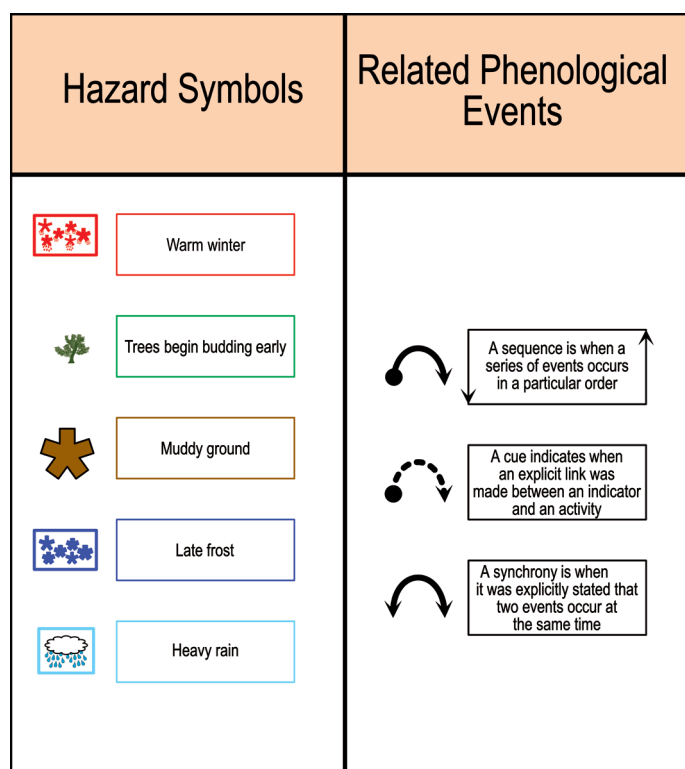 Hazard Symbols
Related Phenological
Events
Warm winter
Trees begin budding early
Muddy ground
Late frost
Heavy rain
A sequence is when a
series of events occurs
in a particular order
A cue indicates when
an explicit link was
made between an indicator
and an activity
A synchrony is when
it was explicitly stated that
two events occur at
the same time